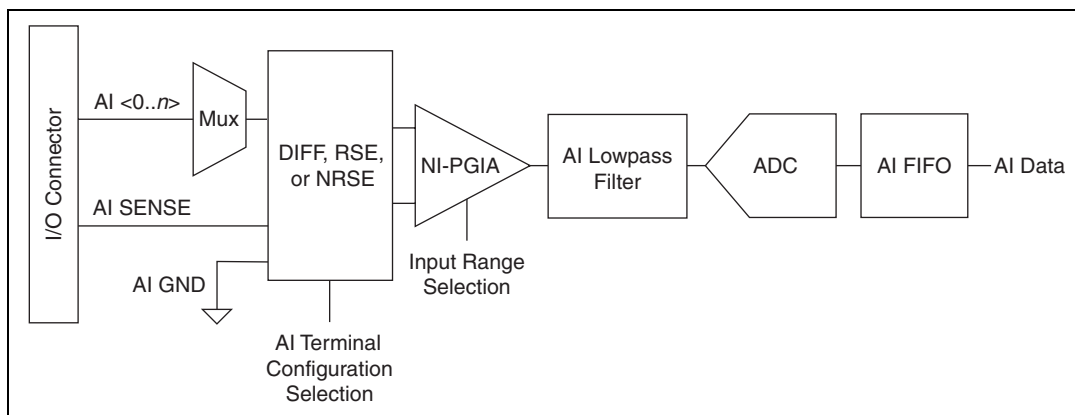 I/O Connector
AI <0..n>
Mux
AI SENSE
AI GND
DIFF, RSE,
or NRSE
AI Terminal
Configuration
Selection
NI-PGIA
Input Range
Selection
AI Lowpass
Filter
ADC
AI FIFO
AI Data